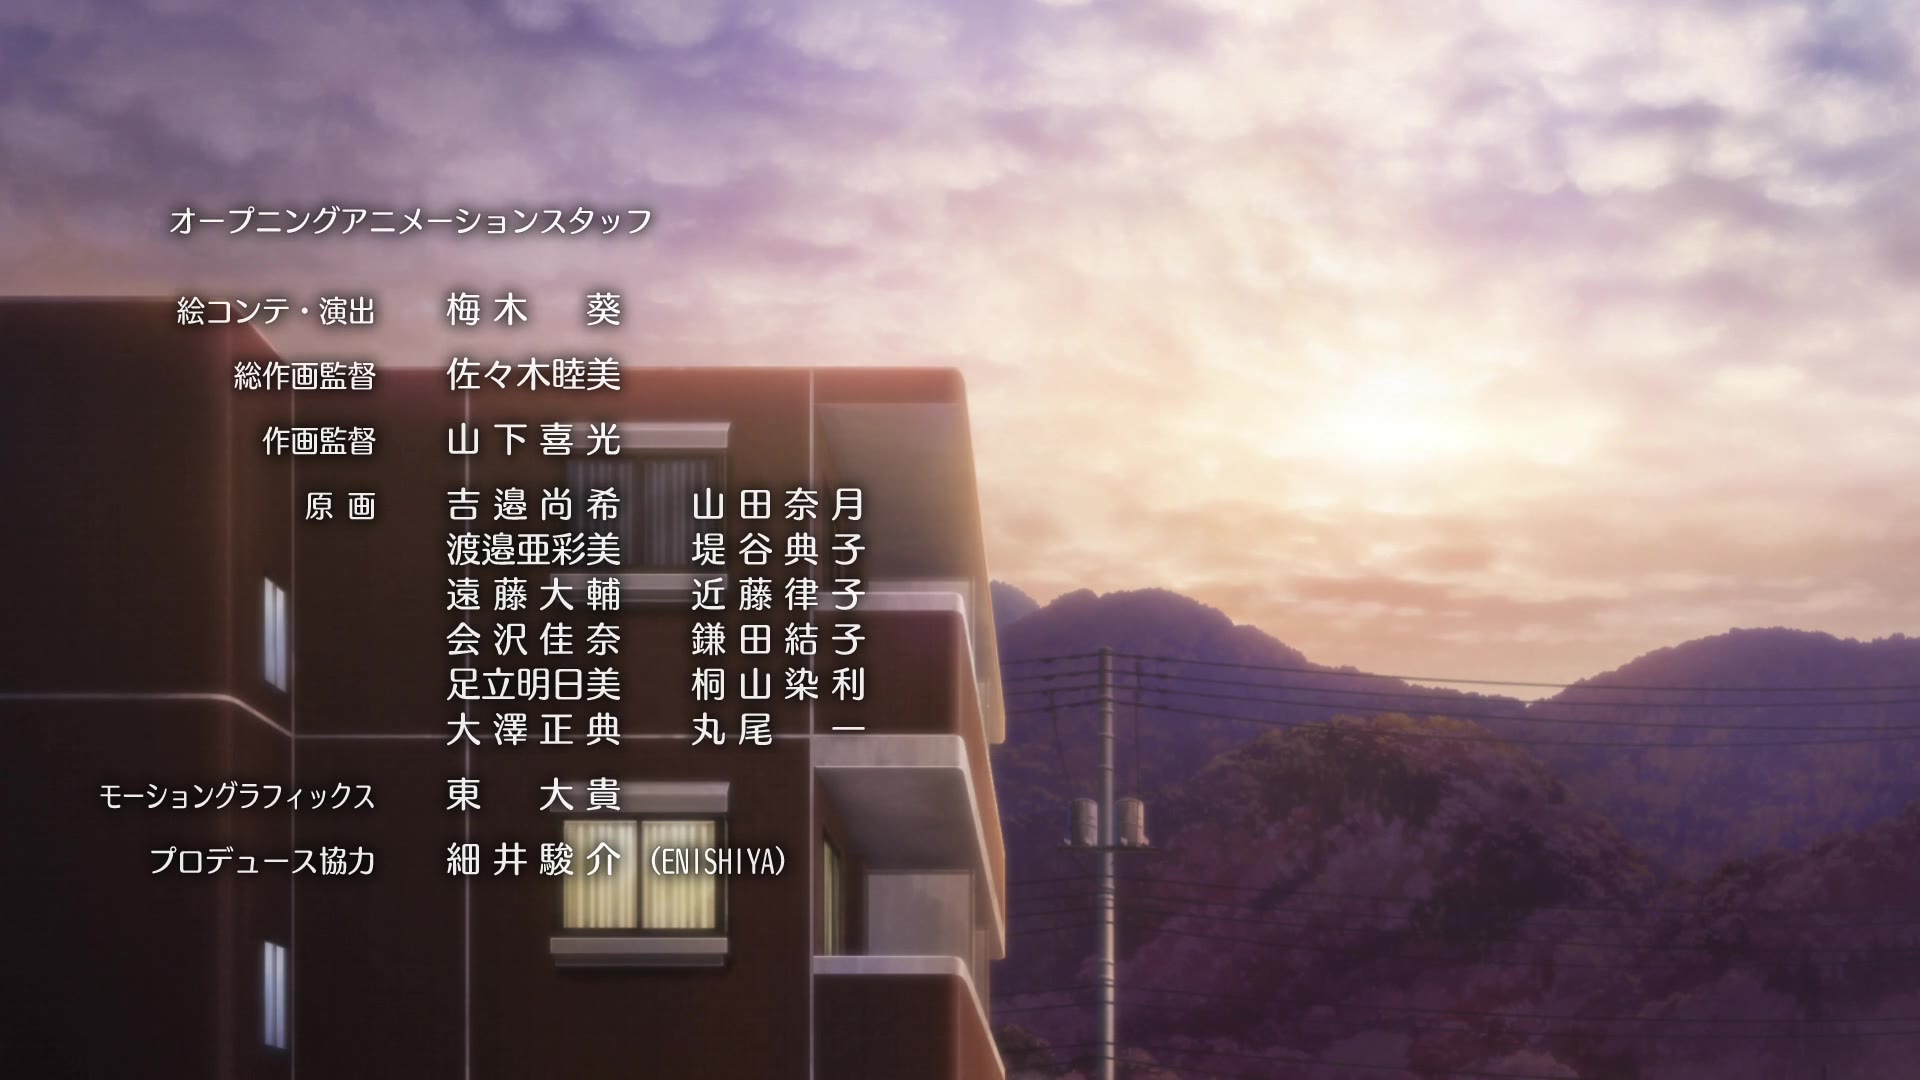 オープニングアニメーションスタッフ
絵コンテ・演出 梅木 葵
総作画監督 佐々木睦美
作画監督 山下喜光
原画 吉邉尚希 山田奈月
渡邉亜彩美 堤谷典子
遠藤大輔 近藤律子
会沢佳奈 鎌田結子
足立明日美 桐山染利
大澤正典 丸尾 一
モーショングラフィックス 東 大貴
プロデュース協力 細井駿介 (ENISHIYA)